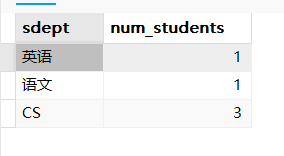 sdept num_students
英语 1
语文 1
CS 3